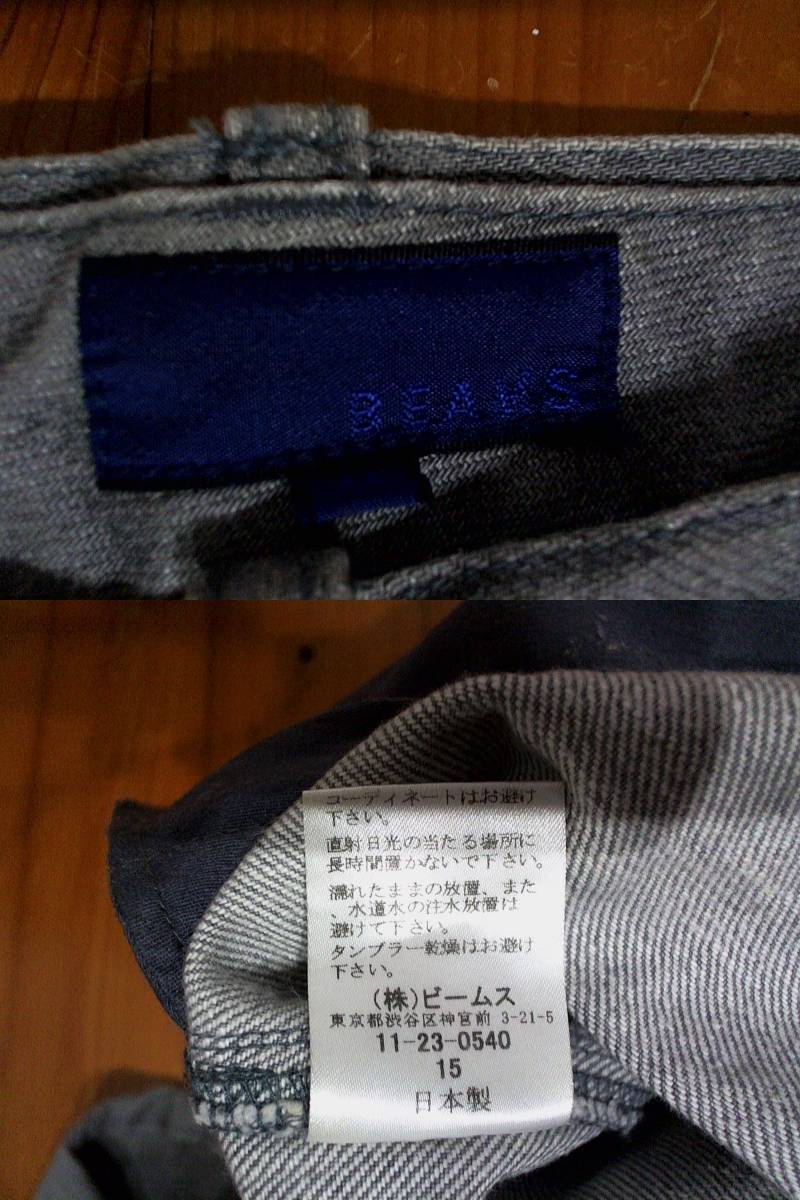 BEAMS
コーディネートはお避け
下さい。
直射日光の当たる場所に
長時間置かないで下さい。
濡れたままの放置、また
、水道水の注水放置は
避けて下さい。
タンブラー乾燥はお避け
下さい。
(株)ビームス
東京都渋谷区神宮前 3-21-5
11-23-0540
15
日本製